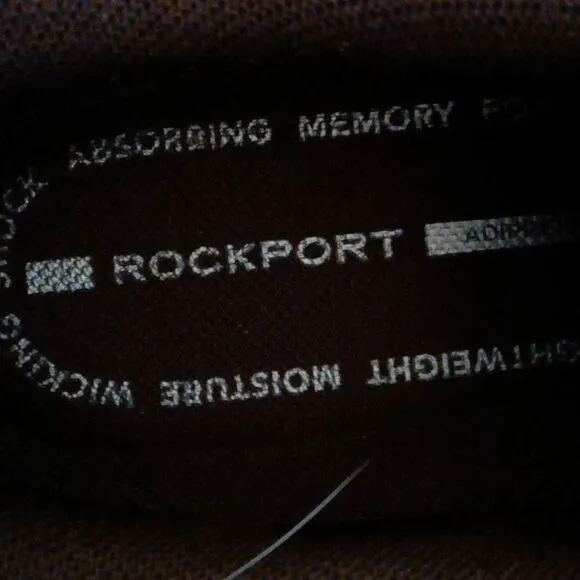 SHOCK ABSORBING MEMORY
ROCKPORT
LIGHTWEIGHT MOISTURE WICKING